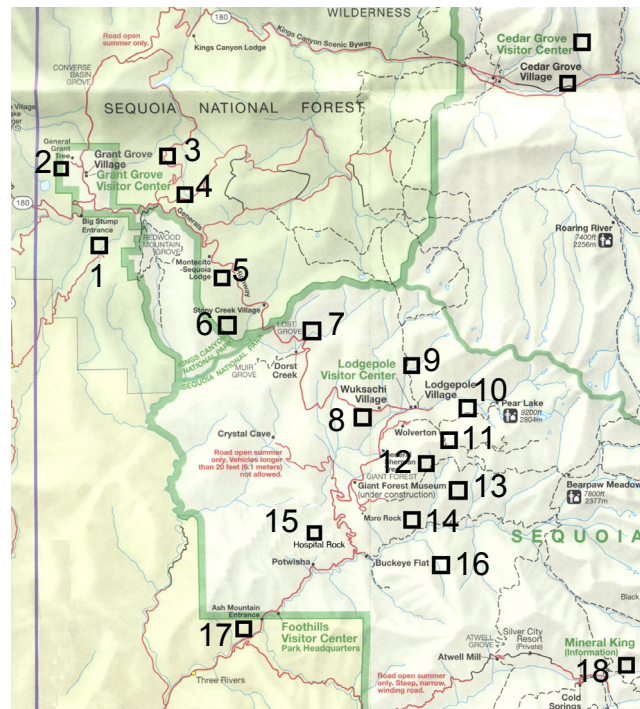 WILDERNESS
180
Kings Canyon Scenic Byway
Road open
summer only.
Kings Canyon Lodge
Cedar Grove
Visitor Center
Cedar Grove
Village
CONVERSE
BASIN
GROVE
SEQUOIA NATIONAL FOREST
Village
General
Grant
Tree
Grant Grove
Village
Grant Grove
Visitor Center
2
3
4
180
Big Stump
Entrance
1
Generals
Highway
REDWOOD
MOUNTAIN
GROVE
Montecito
-Sequoia
Lodge
5
Roaring River
7400ft
2256m
Stony Creek Village
6
KINGS CANYON
NATIONAL PARK
SEQUOIA NATIONAL PARK
LOST
GROVE
7
MUIR
GROVE
Dorst
Creek
Lodgepole
Visitor Center
9
Wuksachi
Village
8
Lodgepole
Village
10
Pear Lake
9200ft
2804m
Wolverton
11
Crystal Cave
Road open summer
only. Vehicles longer
than 20 feet (6.1 meters)
not allowed.
12
Sherman
GIANT FOREST
Giant Forest Museum
(under construction)
13
Bearpaw Meadow
7800ft
2377m
15
Hospital Rock
More Rock
14
SEQUOIA
Potwisha
Buckeye Flat
16
Ash Mountain
Entrance
17
Foothills
Visitor Center
Park Headquarters
Black
Three Rivers
ATWELL
GROVE
Atwell Mill
Silver City
Resort
(Private)
Mineral King
(Information)
18
Road open summer
only. Steep, narrow,
winding road.
Cold
Springs